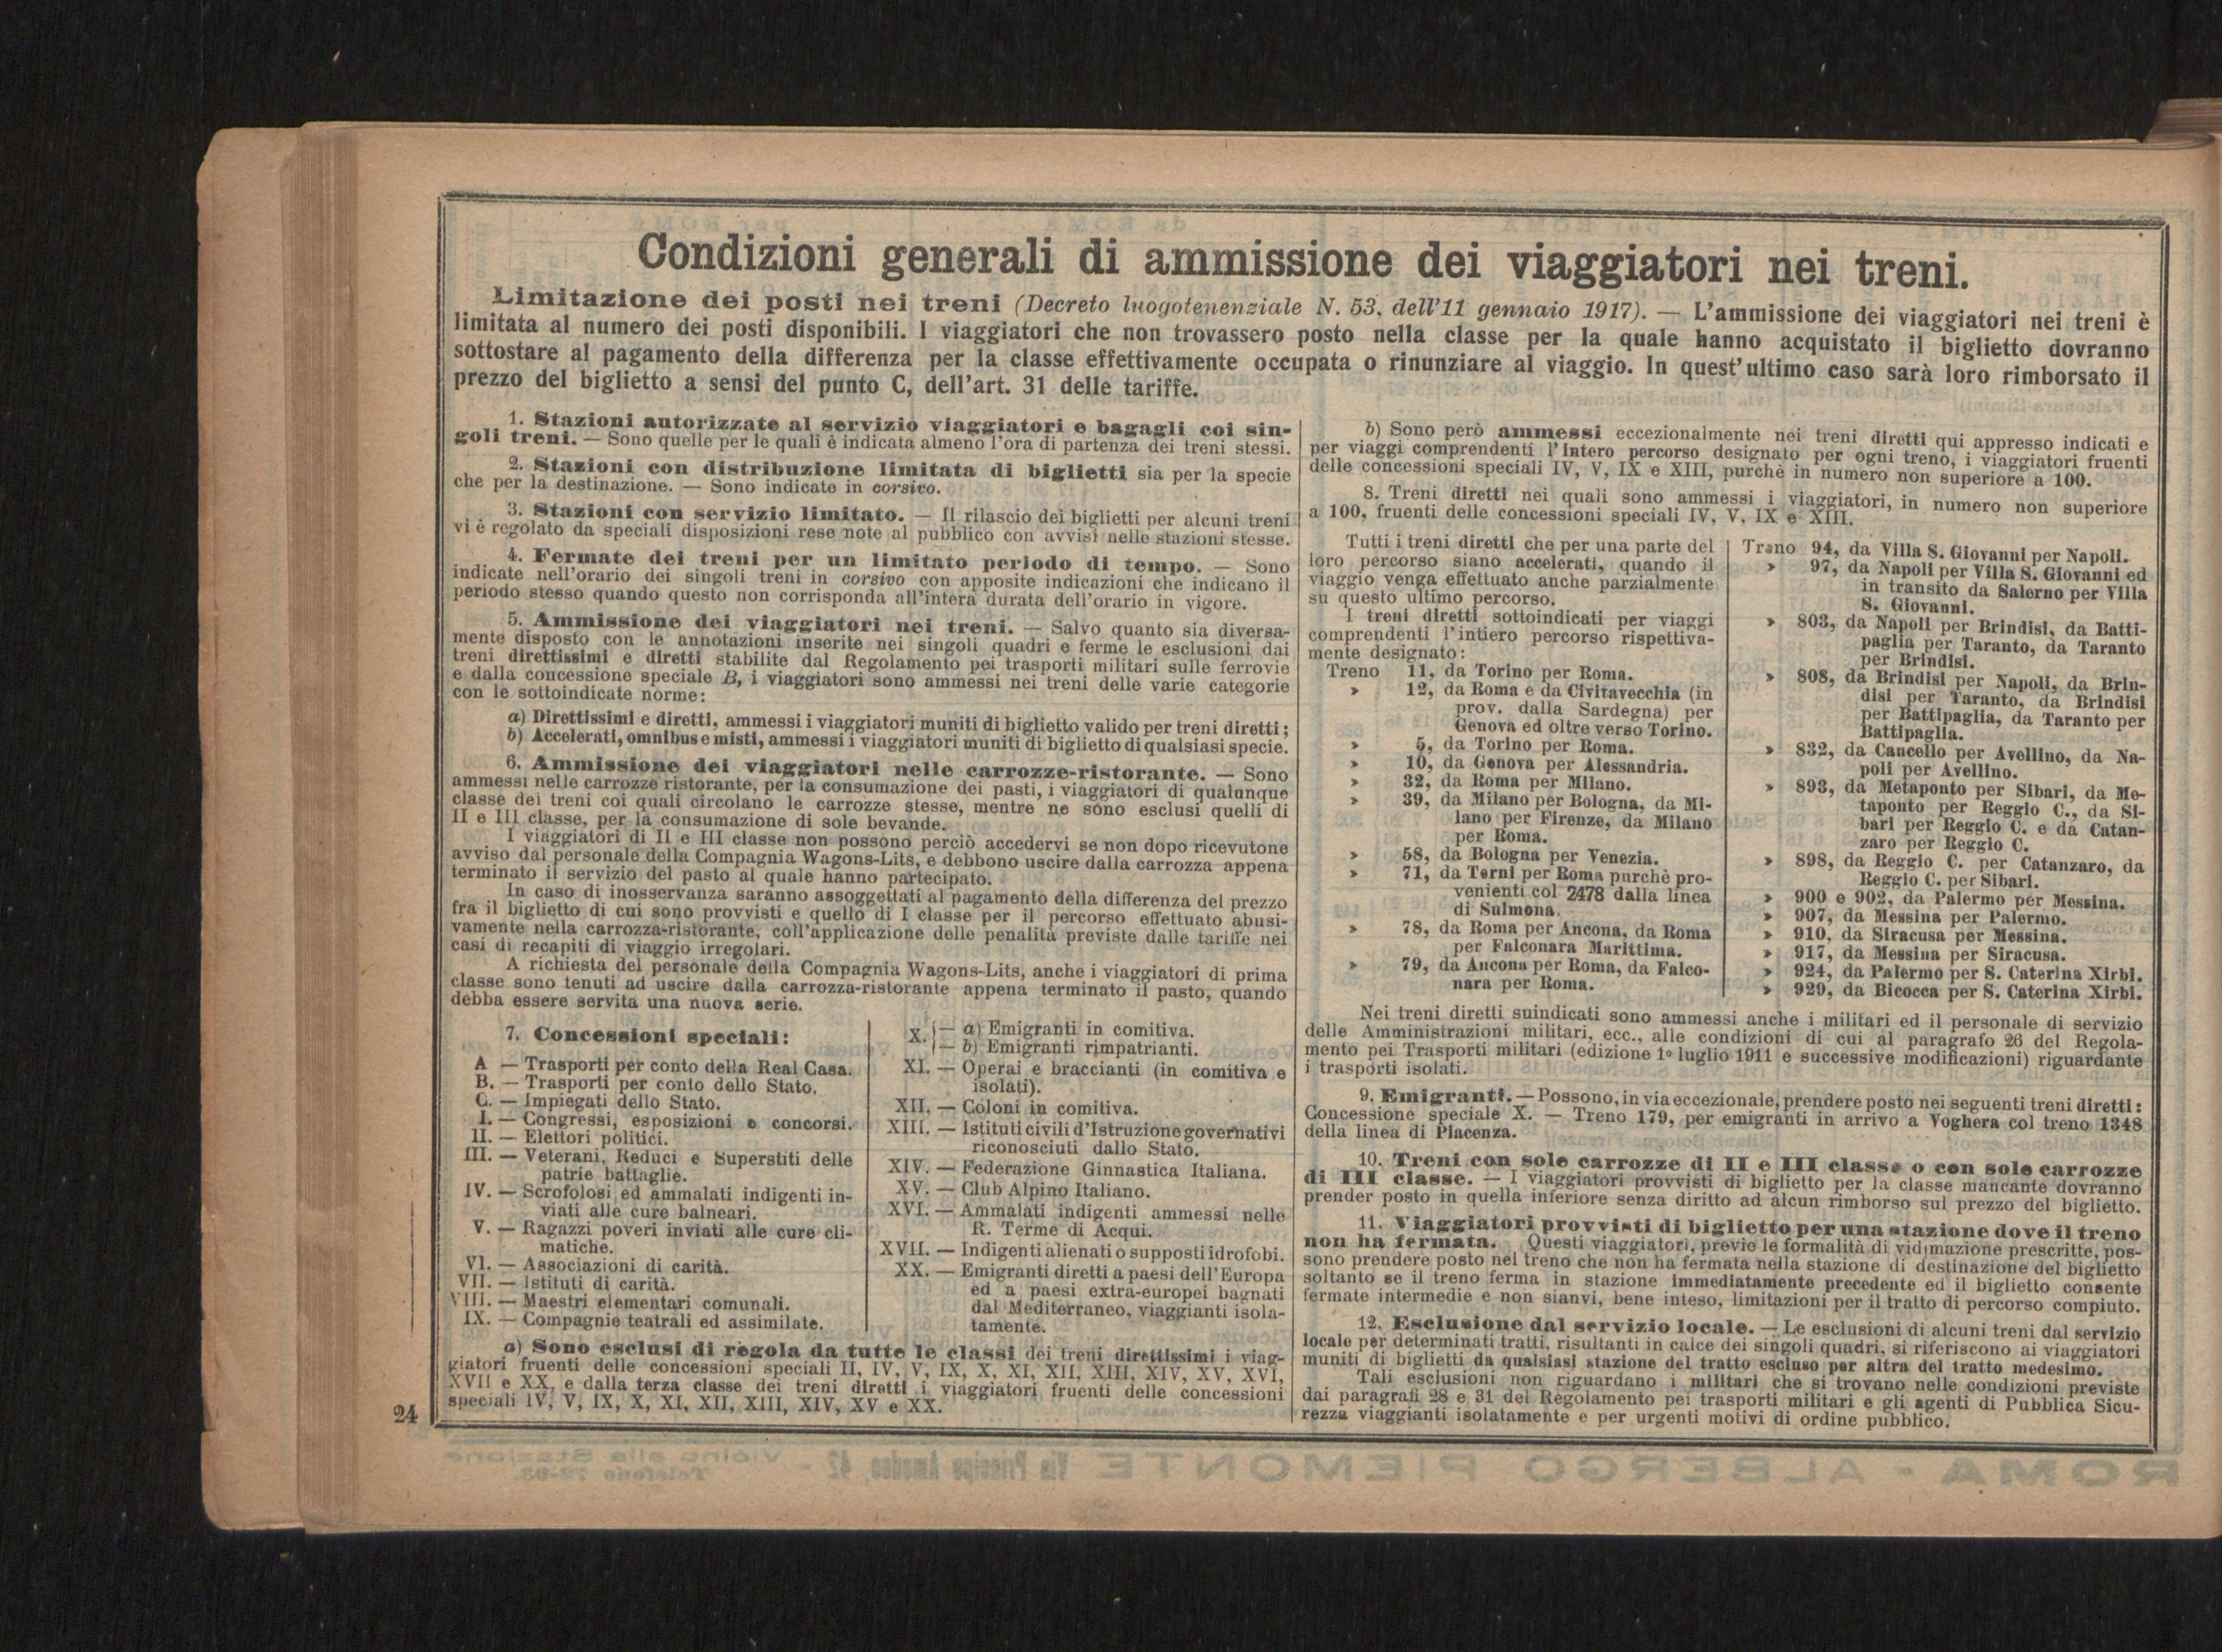 Condizioni generali di ammissione dei viaggiatori nei treni.
Limitazione dei posti nei treni (Decreto luogotenenziale N. 53, dell'11 gennaio 1917). — L'ammissione dei viaggiatori nei treni è
limitata al numero dei posti disponibili. I viaggiatori che non trovassero posto nella classe per la quale hanno acquistato il biglietto dovranno
sottostare al pagamento della differenza per la classe effettivamente occupata o rinunziare al viaggio. In quest'ultimo caso sarà loro rimborsato il
prezzo del biglietto a sensi del punto C, dell'art. 31 delle tariffe.
1. Stazioni autorizzate al servizio viaggiatori e bagagli coi sin-
goli treni. — Sono quelle per le quali è indicata almeno l'ora di partenza dei treni stessi.
2. Stazioni con distribuzione limitata di biglietti sia per la specie
che per la destinazione. — Sono indicate in corsivo.
3. Stazioni con servizio limitato. — Il rilascio dei biglietti per alcuni treni
vi è regolato da speciali disposizioni rese note al pubblico con avvisi nelle stazioni stesse.
4. Fermate dei treni per un limitato periodo di tempo. — Sono
indicate nell'orario dei singoli treni in corsivo con apposite indicazioni che indicano il
periodo stesso quando questo non corrisponda all'intera durata dell'orario in vigore.
5. Ammissione dei viaggiatori nei treni. — Salvo quanto sia diversa-
mente disposto con le annotazioni inserite nei singoli quadri e ferme le esclusioni dai
treni direttissimi e diretti stabilite dal Regolamento pei trasporti militari sulle ferrovie
e dalla concessione speciale B, i viaggiatori sono ammessi nei treni delle varie categorie
con le sottoindicate norme:
a) Direttissimi e diretti, ammessi i viaggiatori muniti di biglietto valido per treni diretti;
b) Accelerati, omnibus e misti, ammessi i viaggiatori muniti di biglietto di qualsiasi specie.
6. Ammissione dei viaggiatori nelle carrozze-ristorante. — Sono
ammessi nelle carrozze ristorante, per la consumazione dei pasti, i viaggiatori di qualunque
classe dei treni coi quali circolano le carrozze stesse, mentre ne sono esclusi quelli di
II e III classe, per la consumazione di sole bevande.
I viaggiatori di II e III classe non possono perciò accedervi se non dopo ricevutone
avviso dal personale della Compagnia Wagons-Lits, e debbono uscire dalla carrozza appena
terminato il servizio del pasto al quale hanno partecipato.
In caso di inosservanza saranno assoggettati al pagamento della differenza del prezzo
fra il biglietto di cui sono provvisti e quello di I classe per il percorso effettuato abusi-
vamente nella carrozza-ristorante, coll'applicazione delle penalità previste dalle tariffe nei
casi di recapiti di viaggio irregolari.
A richiesta del personale della Compagnia Wagons-Lits, anche i viaggiatori di prima
classe sono tenuti ad uscire dalla carrozza-ristorante appena terminato il pasto, quando
debba essere servita una nuova serie.
7. Concessioni speciali:
A — Trasporti per conto della Real Casa.
B. — Trasporti per conto dello Stato.
C. — Impiegati dello Stato.
I. — Congressi, esposizioni e concorsi.
II. — Elettori politici.
III. — Veterani, Reduci e Superstiti delle
patrie battaglie.
IV. — Scrofolosi ed ammalati indigenti in-
viati alle cure balneari.
V. — Ragazzi poveri inviati alle cure cli-
matiche.
VI. — Associazioni di carità.
VII. — Istituti di carità.
VIII. — Maestri elementari comunali.
IX. — Compagnie teatrali ed assimilate.
X. — a) Emigranti in comitiva.
— b) Emigranti rimpatrianti.
XI. — Operai e braccianti (in comitiva e
isolati).
XII. — Coloni in comitiva.
XIII. — Istituti civili d'Istruzione governativi
riconosciuti dallo Stato.
XIV. — Federazione Ginnastica Italiana.
XV. — Club Alpino Italiano.
XVI. — Ammalati indigenti ammessi nelle
R. Terme di Acqui.
XVII. — Indigenti alienati o supposti idrofobi.
XX. — Emigranti diretti a paesi dell'Europa
ed a paesi extra-europei bagnati
dal Mediterraneo, viaggianti isola-
tamente.
a) Sono esclusi di regola da tutte le classi dei treni direttissimi i viag-
giatori fruenti delle concessioni speciali II, IV, V, IX, X, XI, XII, XIII, XIV, XV, XVI,
XVII e XX, e dalla terza classe dei treni diretti i viaggiatori fruenti delle concessioni
speciali IV, V, IX, X, XI, XII, XIII, XIV, XV e XX.
b) Sono però ammessi eccezionalmente nei treni diretti qui appresso indicati e
per viaggi comprendenti l'intero percorso designato per ogni treno, i viaggiatori fruenti
delle concessioni speciali IV, V, IX e XIII, purchè in numero non superiore a 100.
8. Treni diretti nei quali sono ammessi i viaggiatori, in numero non superiore
a 100, fruenti delle concessioni speciali IV, V, IX e XIII.
Tutti i treni diretti che per una parte del
loro percorso siano accelerati, quando il
viaggio venga effettuato anche parzialmente
su questo ultimo percorso.
I treni diretti sottoindicati per viaggi
comprendenti l'intiero percorso rispettiva-
mente designato:
Treno 11, da Torino per Roma.
» 12, da Roma e da Civitavecchia (in
prov. dalla Sardegna) per
Genova ed oltre verso Torino.
» 5, da Torino per Roma.
» 10, da Genova per Alessandria.
» 32, da Roma per Milano.
» 39, da Milano per Bologna, da Mi-
lano per Firenze, da Milano
per Roma.
» 58, da Bologna per Venezia.
» 71, da Terni per Roma purchè pro-
venienti col 2478 dalla linea
di Sulmona.
» 78, da Roma per Ancona, da Roma
per Falconara Marittima.
» 79, da Ancona per Roma, da Falco-
nara per Roma.
Treno 94, da Villa S. Giovanni per Napoli.
» 97, da Napoli per Villa S. Giovanni ed
in transito da Salerno per Villa
S. Giovanni.
» 803, da Napoli per Brindisi, da Batti-
paglia per Taranto, da Taranto
per Brindisi.
» 808, da Brindisi per Napoli, da Brin-
disi per Taranto, da Brindisi
per Battipaglia, da Taranto per
Battipaglia.
» 832, da Cancello per Avellino, da Na-
poli per Avellino.
» 893, da Metaponto per Sibari, da Me-
taponto per Reggio C., da Si-
bari per Reggio C. e da Catan-
zaro per Reggio C.
» 898, da Reggio C. per Catanzaro, da
Reggio C. per Sibari.
» 900 e 902, da Palermo per Messina.
» 907, da Messina per Palermo.
» 910, da Siracusa per Messina.
» 917, da Messina per Siracusa.
» 924, da Palermo per S. Caterina Xirbi.
» 929, da Bicocca per S. Caterina Xirbi.
Nei treni diretti suindicati sono ammessi anche i militari ed il personale di servizio
delle Amministrazioni militari, ecc., alle condizioni di cui al paragrafo 26 del Regola-
mento pei Trasporti militari (edizione 1º luglio 1911 e successive modificazioni) riguardante
i trasporti isolati.
9. Emigranti. — Possono, in via eccezionale, prendere posto nei seguenti treni diretti:
Concessione speciale X. — Treno 179, per emigranti in arrivo a Voghera col treno 1348
della linea di Piacenza.
10. Treni con sole carrozze di II e III classe o con sole carrozze
di III classe. — I viaggiatori provvisti di biglietto per la classe mancante dovranno
prender posto in quella inferiore senza diritto ad alcun rimborso sul prezzo del biglietto.
11. Viaggiatori provvisti di biglietto per una stazione dove il treno
non ha fermata. Questi viaggiatori, previe le formalità di vidimazione prescritte, pos-
sono prendere posto nel treno che non ha fermata nella stazione di destinazione del biglietto
soltanto se il treno ferma in stazione immediatamente precedente ed il biglietto consente
fermate intermedie e non sianvi, bene inteso, limitazioni per il tratto di percorso compiuto.
12. Esclusione dal servizio locale. — Le esclusioni di alcuni treni dal servizio
locale per determinati tratti, risultanti in calce dei singoli quadri, si riferiscono ai viaggiatori
muniti di biglietti da qualsiasi stazione del tratto escluso per altra del tratto medesimo.
Tali esclusioni non riguardano i militari che si trovano nelle condizioni previste
dai paragrafi 28 e 31 del Regolamento pei trasporti militari e gli agenti di Pubblica Sicu-
rezza viaggianti isolatamente e per urgenti motivi di ordine pubblico.
24